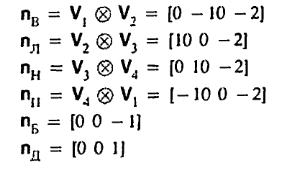 n_В = V_1 ⊗ V_2 = [0 − 10 − 2]
n_Л = V_2 ⊗ V_3 = [10 0 − 2]
n_Н = V_3 ⊗ V_4 = [0 10 − 2]
n_П = V_4 ⊗ V_1 = [− 10 0 − 2]
n_Б = [0 0 − 1]
n_Д = [0 0 1]